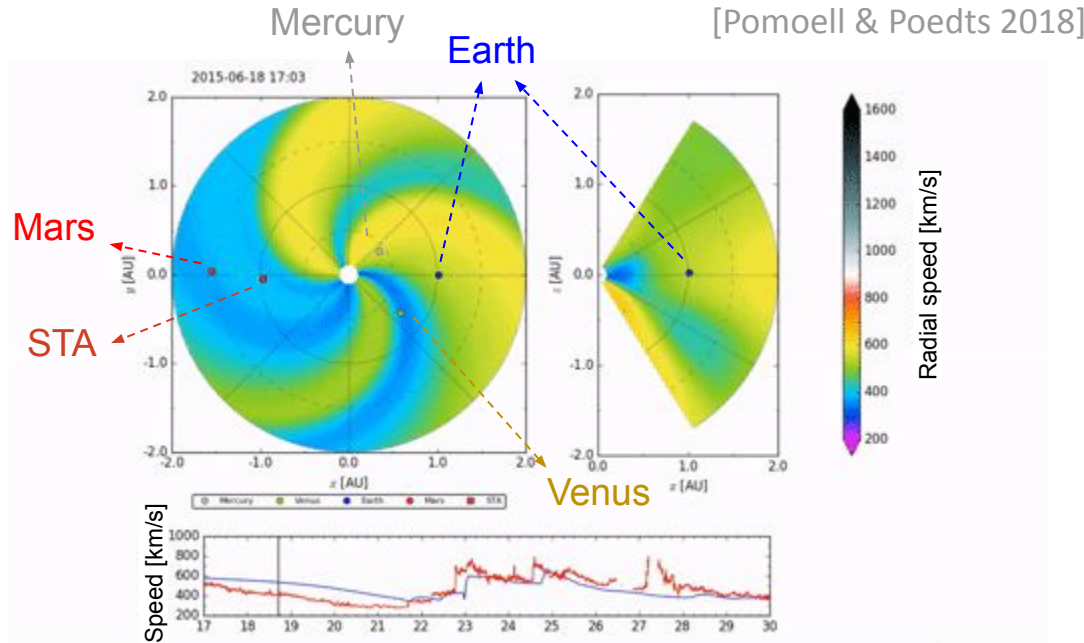 Mercury
[Pomoell & Poedts 2018]
Earth
2015-06-18 17:03
2.0
1.0
0.0
-1.0
-2.0
y [AU]
-2.0 -1.0 0.0 1.0 2.0
x [AU]
Mars
STA
2.0
1.0
0.0
-1.0
-2.0
z [AU]
0.0 1.0 2.0
x [AU]
1600
1400
1200
1000
800
600
400
200
Radial speed [km/s]
Venus
Mercury Venus Earth Mars STA
Speed [km/s]
1000
800
600
400
200
17 18 19 20 21 22 23 24 25 26 27 28 29 30